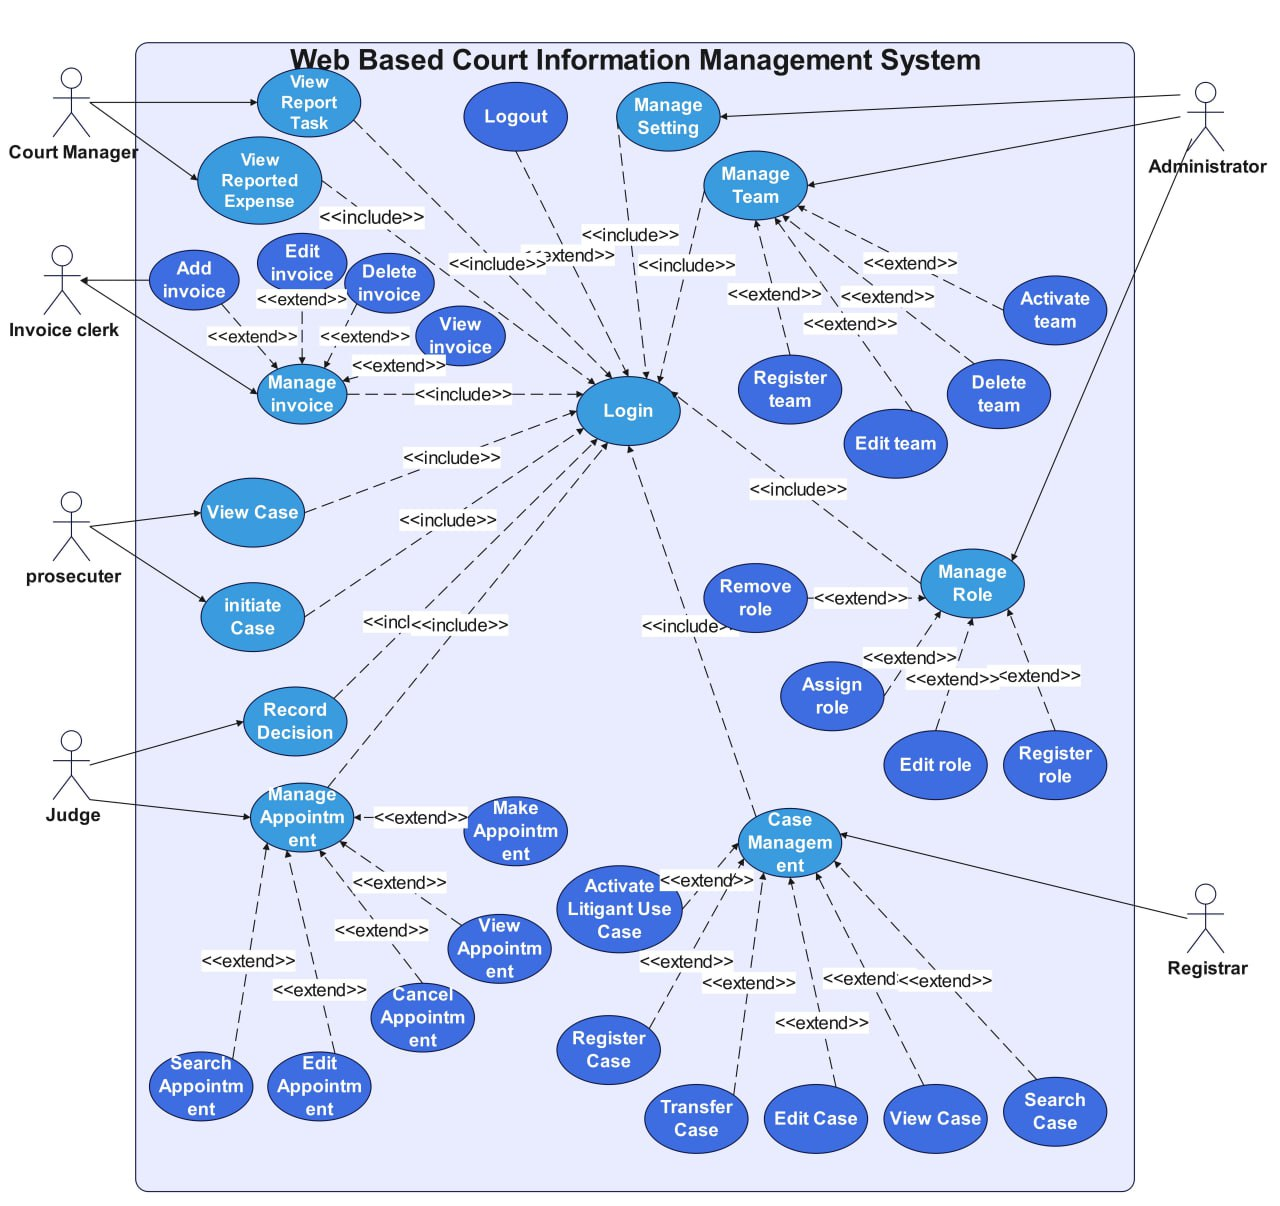 Web Based Court Information Management System
View
Report
Task
Logout
Manage
Setting
Court Manager
Administrator
View
Reported
Expense
Manage
Team
<<include>>
<<include>>
<<include>>
extend>>
<<include>>
<<extend>>
Edit
invoice
Add
invoice
Delete
invoice
<<extend>>
<<extend>>
<<extend>>
<<extend>>
Activate
team
Invoice clerk
<<extend>>
<<extend>>
View
invoice
<<extend>>
Manage
invoice
<<include>>
Login
Register
team
Delete
team
Edit team
<<include>>
<<include>>
View Case
<<include>>
prosecuter
initiate
Case
Manage
Role
Remove
role
<<extend>>
<<incl
<<include>>
<<include>
<<extend>>
<<extend>>
<<extend>>
Assign
role
Record
Decision
Edit role
Register
role
Judge
Manage
Appointm
ent
<<extend>>
Make
Appointm
ent
Case
Managem
ent
<<extend>>
Activate
Litigant Use
Case
<<extend>>
<<extend>>
View
Appointm
ent
Registrar
<<extend>>
<<extend>>
<<extend>>
<<extend>>
<<extend>
<<extend>>
Cancel
Appointm
ent
<<extend>>
Register
Case
Search
Appointm
ent
Edit
Appointm
ent
Transfer
Case
Edit Case
View Case
Search
Case